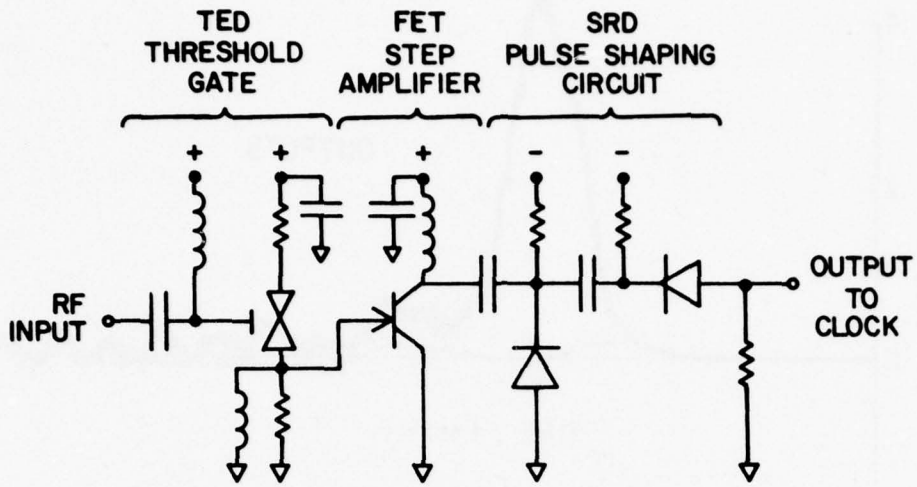 TED
THRESHOLD
GATE
FET
STEP
AMPLIFIER
SRD
PULSE SHAPING
CIRCUIT
+
+
+
-
-
RF
INPUT
OUTPUT
TO
CLOCK